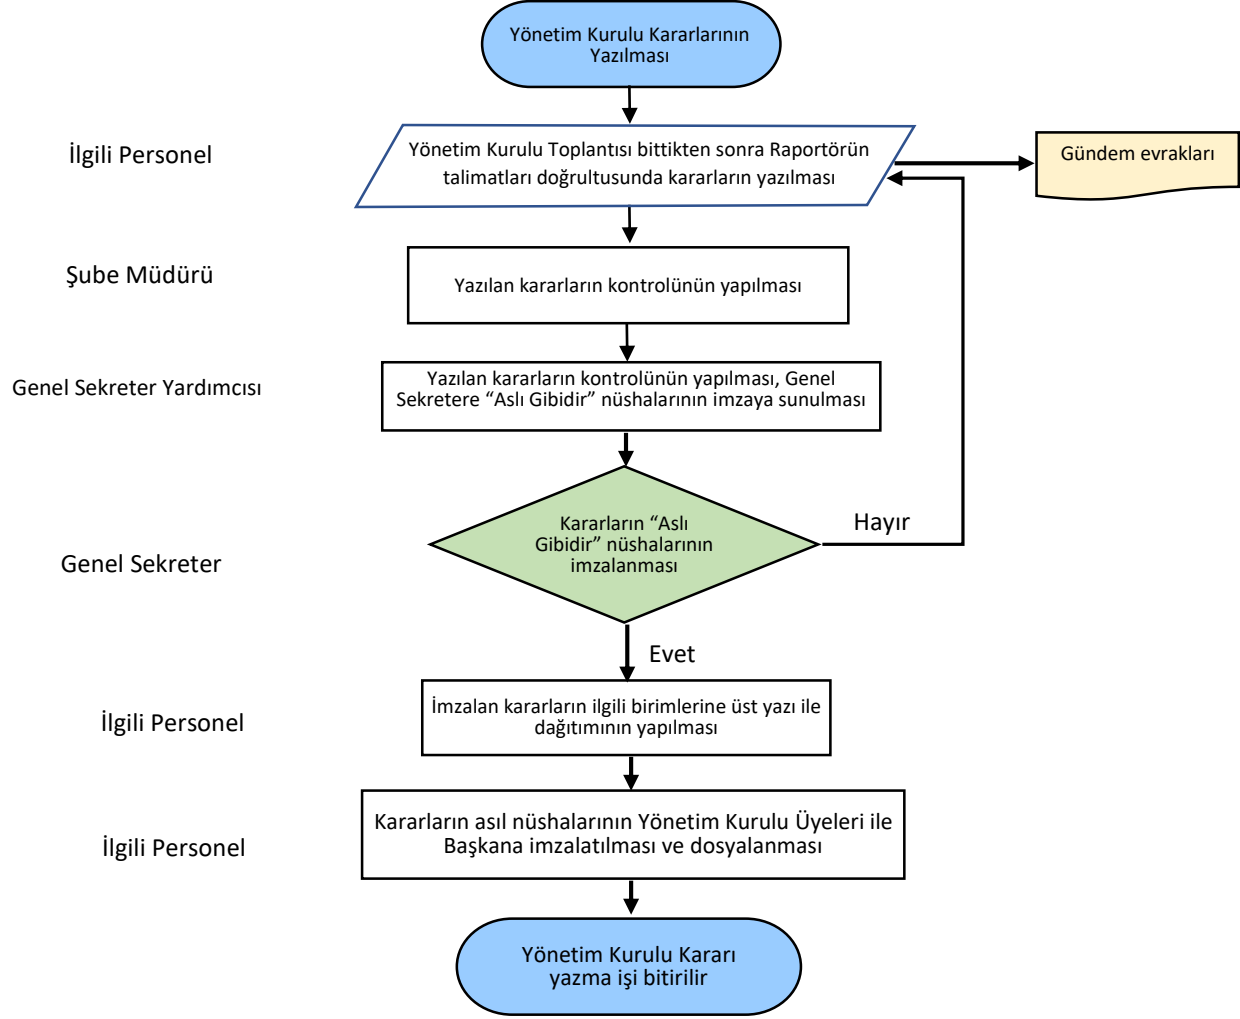 Yönetim Kurulu Kararlarının
Yazılması
İlgili Personel
Yönetim Kurulu Toplantısı bittikten sonra Raportörün
talimatları doğrultusunda kararların yazılması
Gündem evrakları
Şube Müdürü
Yazılan kararların kontrolünün yapılması
Genel Sekreter Yardımcısı
Yazılan kararların kontrolünün yapılması, Genel
Sekretere “Aslı Gibidir” nüshalarının imzaya sunulması
Genel Sekreter
Kararların “Aslı
Gibidir” nüshalarının
imzalanması
Hayır
Evet
İlgili Personel
İmzalan kararların ilgili birimlerine üst yazı ile
dağıtımının yapılması
İlgili Personel
Kararların asıl nüshalarının Yönetim Kurulu Üyeleri ile
Başkana imzalatılması ve dosyalanması
Yönetim Kurulu Kararı
yazma işi bitirilir